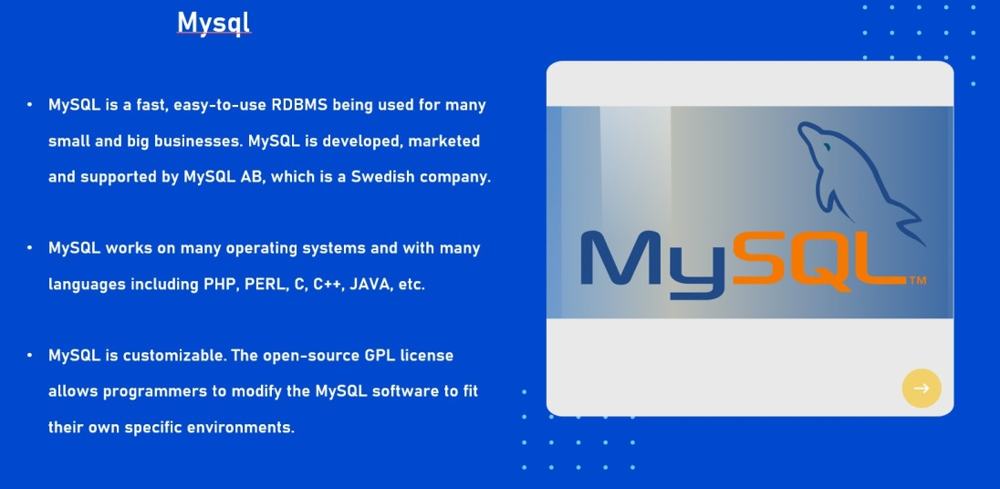 Mysql
• MySQL is a fast, easy-to-use RDBMS being used for many
small and big businesses. MySQL is developed, marketed
and supported by MySQL AB, which is a Swedish company.
• MySQL works on many operating systems and with many
languages including PHP, PERL, C, C++, JAVA, etc.
• MySQL is customizable. The open-source GPL license
allows programmers to modify the MySQL software to fit
their own specific environments.
MySQL™